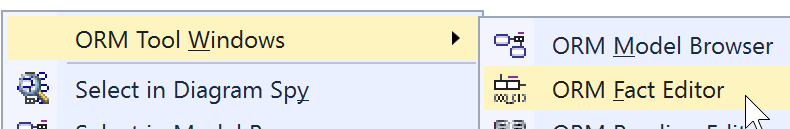 ORM Tool Windows
Select in Diagram Spy
ORM Model Browser
ORM Fact Editor